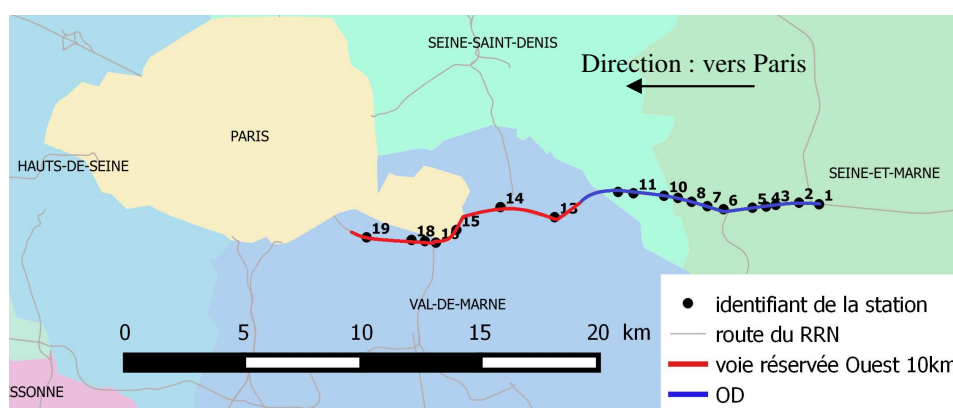 SEINE-SAINT-DENIS
Direction : vers Paris
PARIS
HAUTS-DE-SEINE
SEINE-ET-MARNE
11
10
8
7
6
5
4
3
2
1
14
13
15
19
18
16
VAL-DE-MARNE
0 5 10 15 20 km
identifiant de la station
route du RRN
voie réservée Ouest 10km
OD
ESSONNE